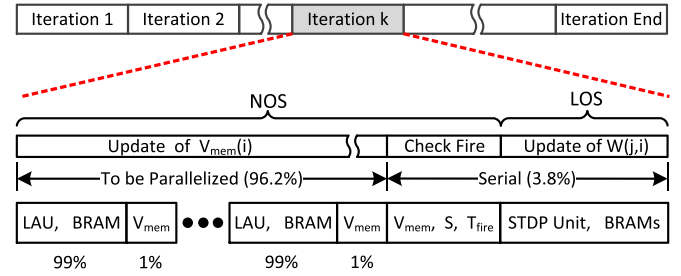 Iteration 1 Iteration 2 Iteration k Iteration End
NOS LOS
Update of Vmem(i) Check Fire Update of W(j,i)
To be Parallelized (96.2%) Serial (3.8%)
LAU, BRAM Vmem ●●● LAU, BRAM Vmem Vmem, S, Tfire STDP Unit, BRAMs
99% 1% 99% 1%